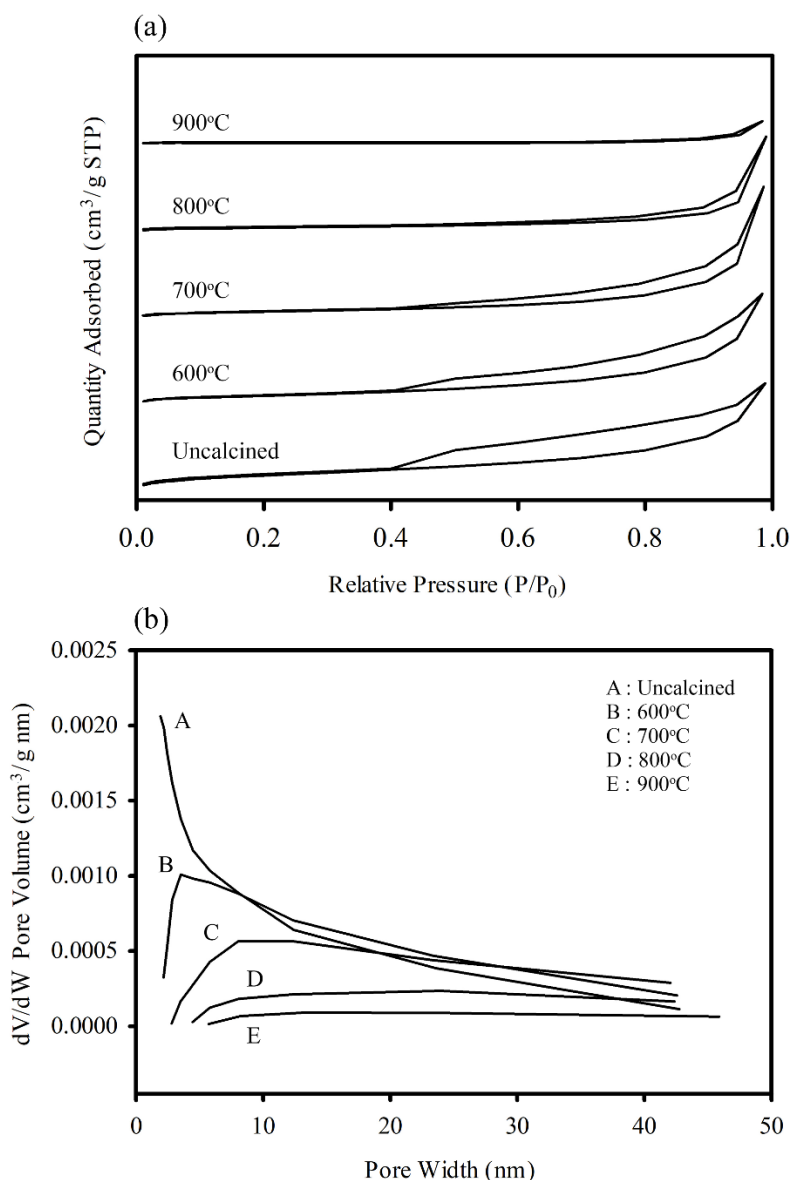 (a)
Quantity Adsorbed (cm³/g STP)
900°C
800°C
700°C
600°C
Uncalcined
0.0 0.2 0.4 0.6 0.8 1.0
Relative Pressure (P/P₀)
(b)
dV/dW Pore Volume (cm⁻³/g nm)
0.0025
0.0020
0.0015
0.0010
0.0005
0.0000
A
B
C
D
E
A : Uncalcined
B : 600°C
C : 700°C
D : 800°C
E : 900°C
0 10 20 30 40 50
Pore Width (nm)